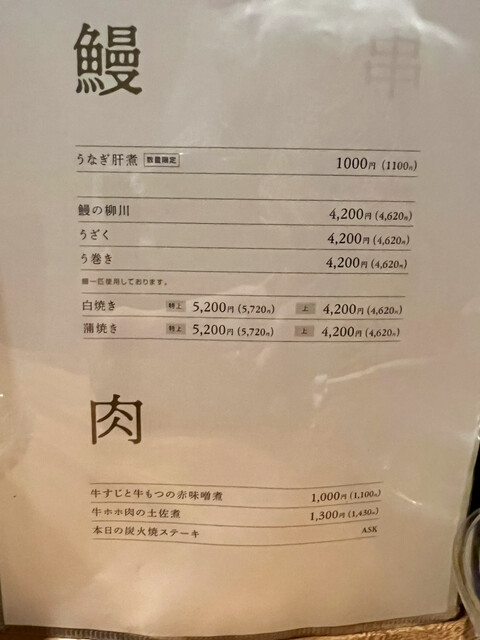 鰻
串
うなぎ肝煮 数量限定 1000円 (1100円)
鰻の柳川 4,200円 (4,620円)
うざく 4,200円 (4,620円)
う巻き 4,200円 (4,620円)
鰻一匹使用しております。
白焼き 特上 5,200円 (5,720円) 上 4,200円 (4,620円)
蒲焼き 特上 5,200円 (5,720円) 上 4,200円 (4,620円)
肉
牛すじと牛もつの赤味噌煮 1,000円 (1,100円)
牛ホホ肉の土佐煮 1,300円 (1,430円)
本日の炭火焼ステーキ ASK